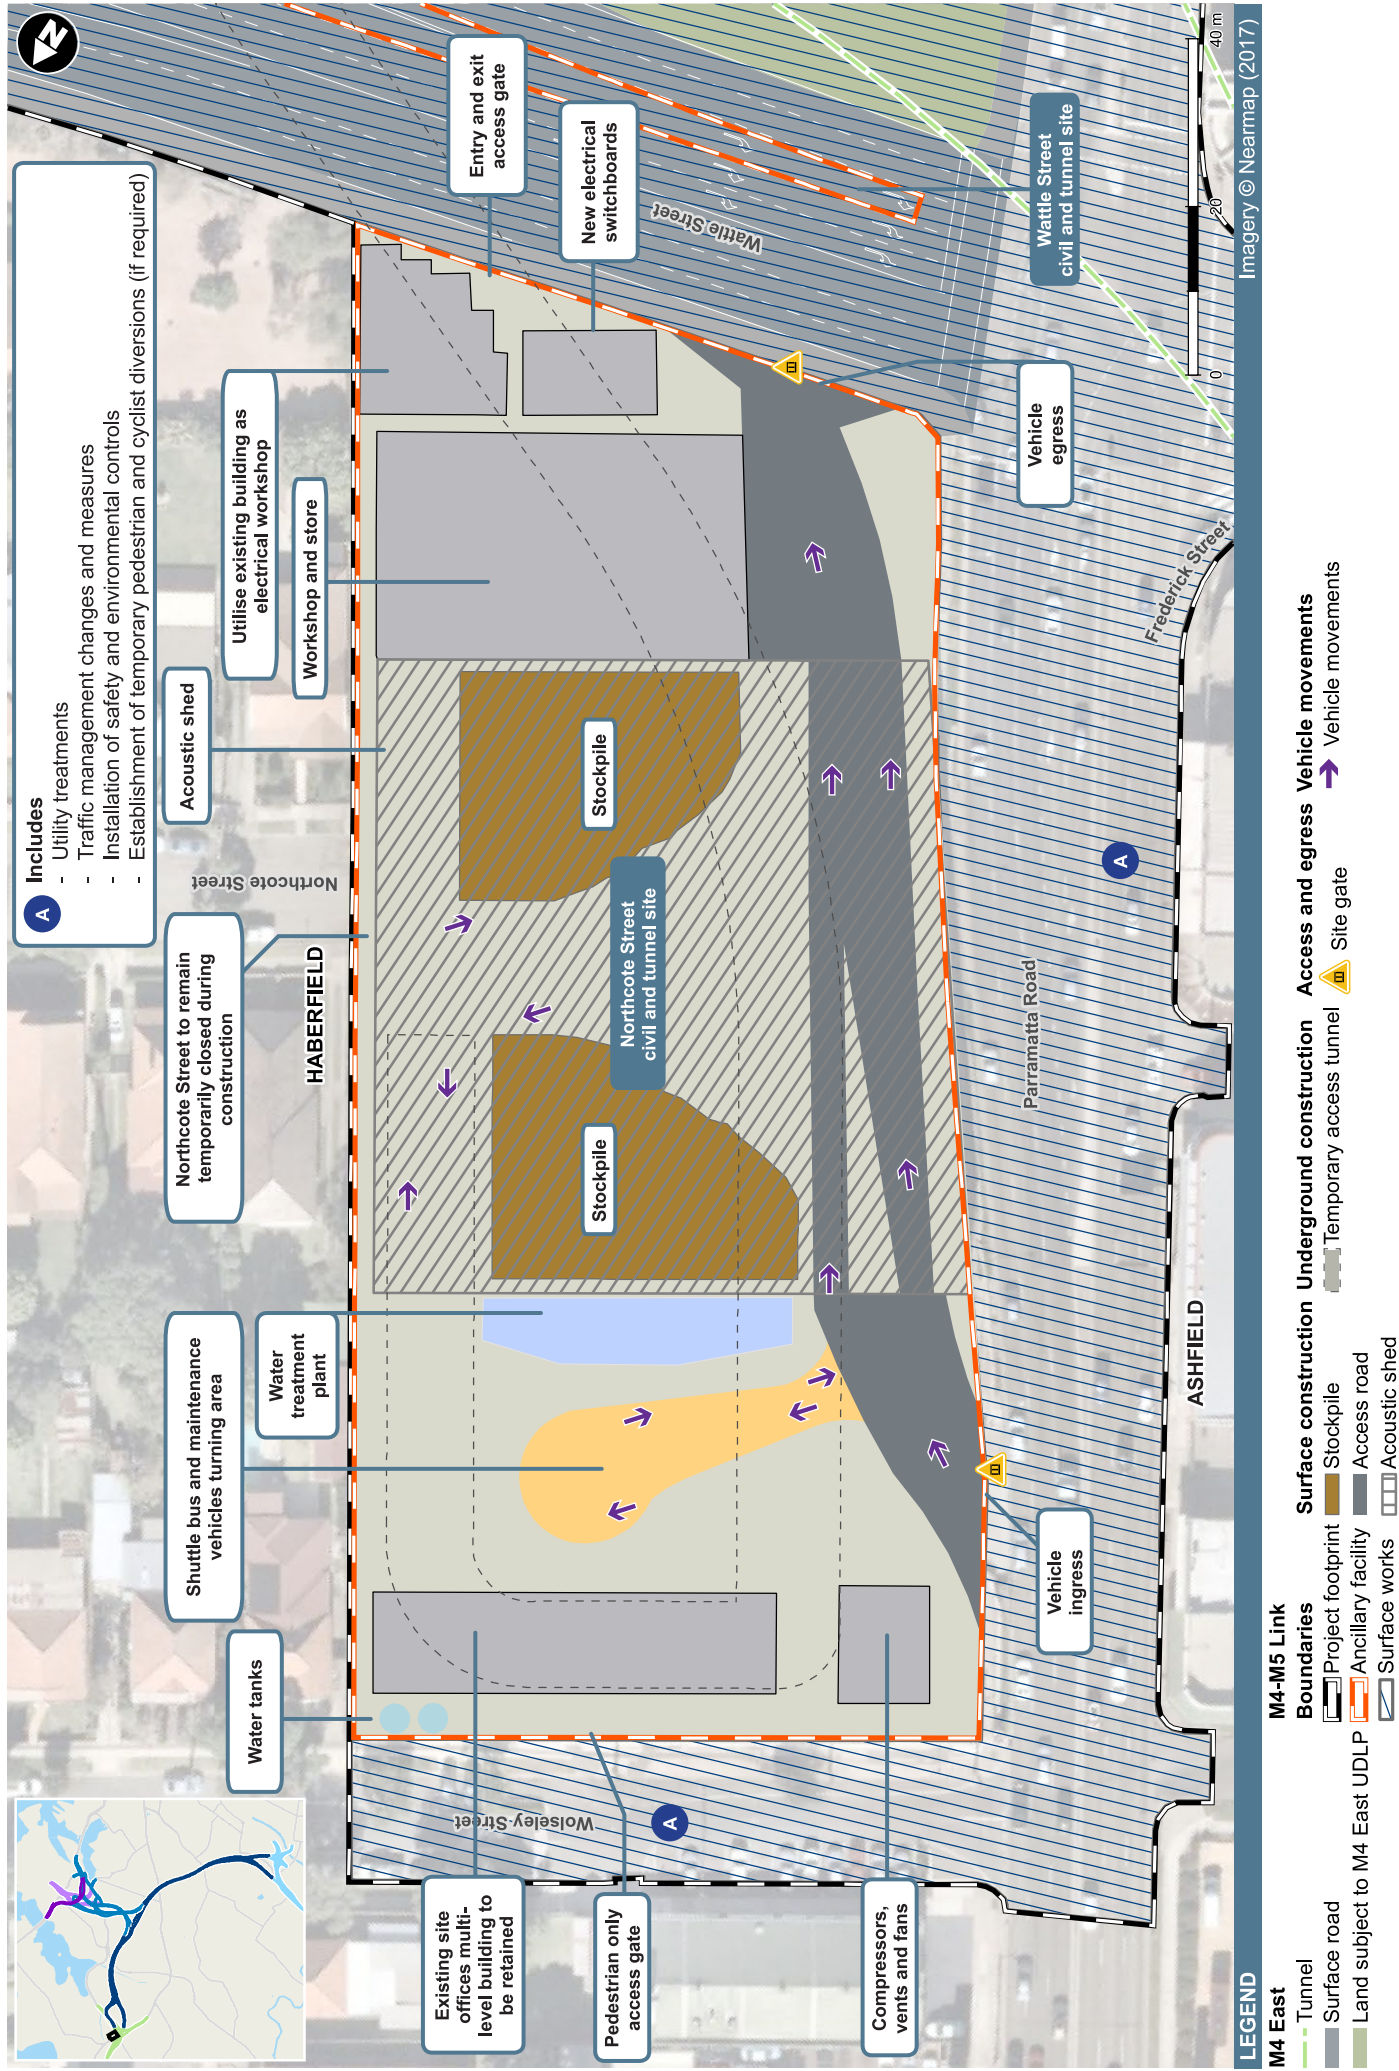 A Includes
- Utility treatments
- Traffic management changes and measures
- Installation of safety and environmental controls
- Establishment of temporary pedestrian and cyclist diversions (if required)
N
Water tanks
Shuttle bus and maintenance
vehicles turning area
Water
treatment
plant
Northcote Street to remain
temporarily closed during
construction
Acoustic shed
Utilise existing building as
electrical workshop
Workshop and store
Entry and exit
access gate
New electrical
switchboards
HABERFIELD
Northcote Street
Wattle Street
Stockpile
Stockpile
Northcote Street
civil and tunnel site
Wattle Street
civil and tunnel site
Wolseley Street
A
Existing site
offices multi-
level building to
be retained
Pedestrian only
access gate
Compressors,
vents and fans
Vehicle
ingress
Vehicle
egress
Parramatta Road
A
Frederick Street
ASHFIELD
0 20 40 m
LEGEND
Imagery © Nearmap (2017)
M4 East
Tunnel
Surface road
Land subject to M4 East UDLP
M4-M5 Link
Boundaries
Project footprint
Ancillary facility
Surface works
Surface construction
Stockpile
Access road
Acoustic shed
Underground construction
Temporary access tunnel
Access and egress
Site gate
Vehicle movements
Vehicle movements